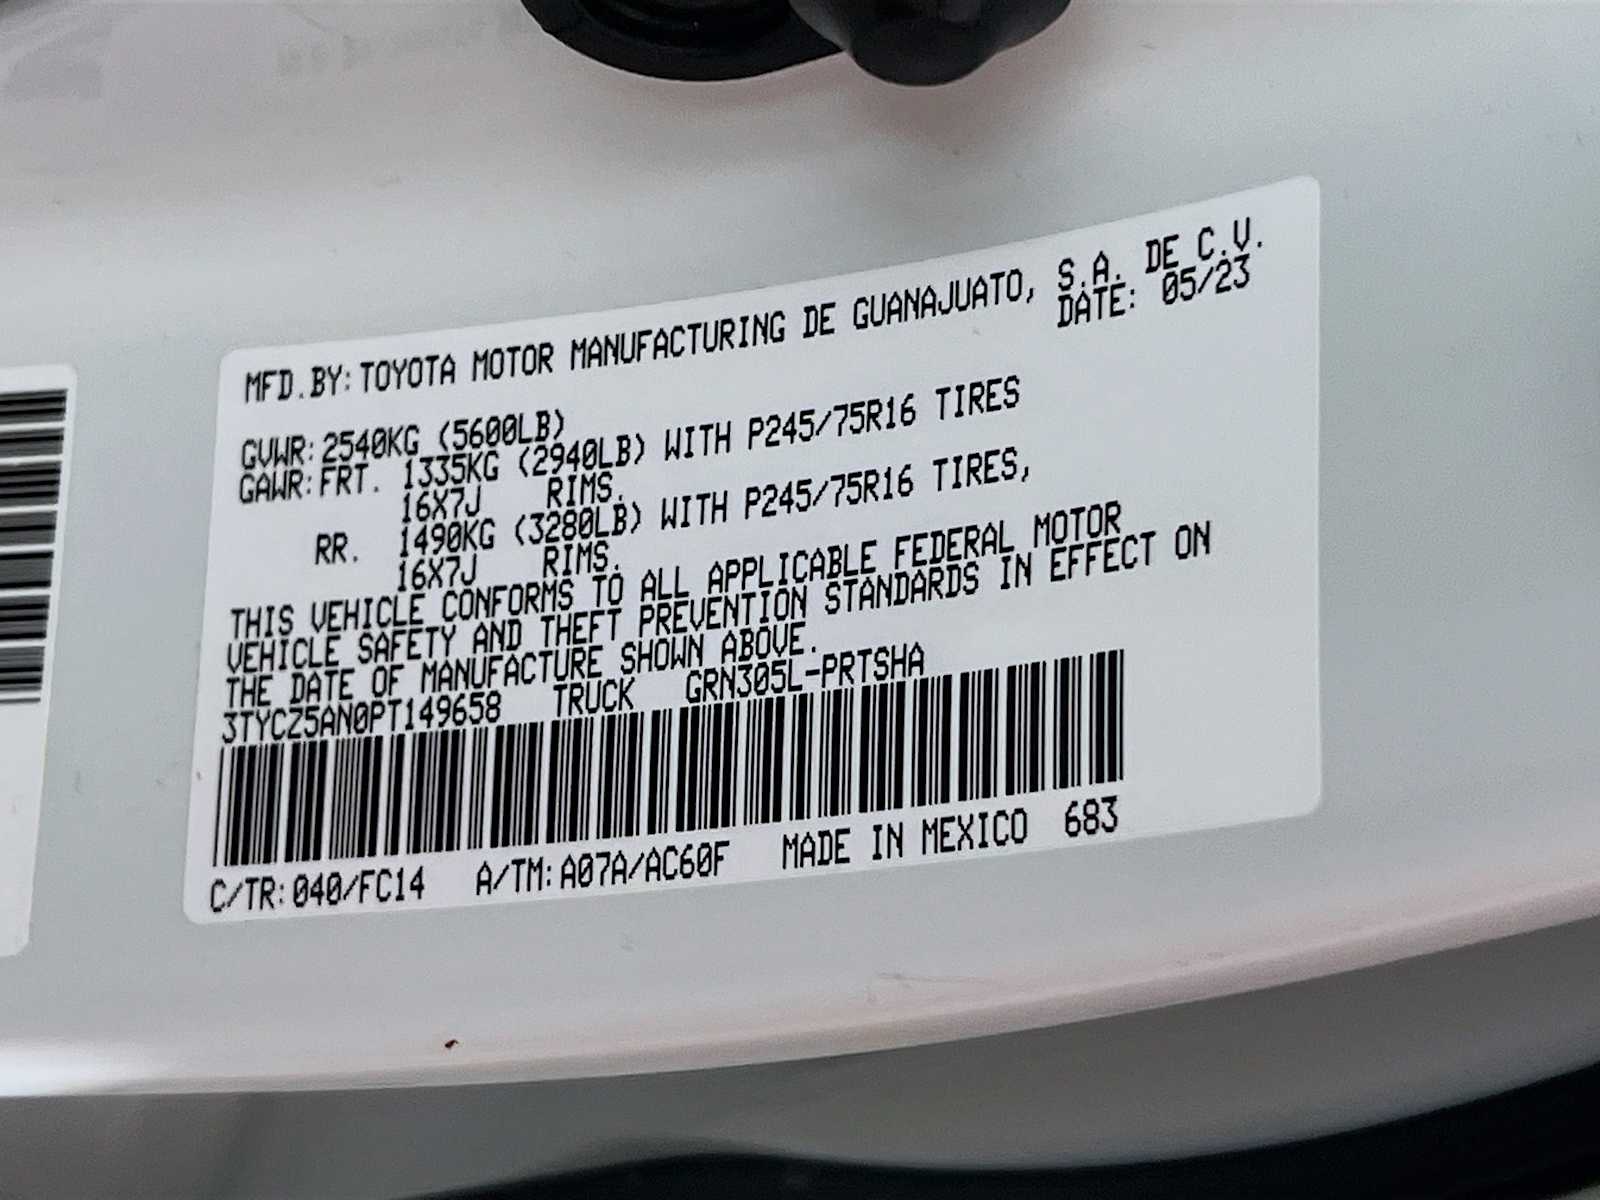 MFD.BY: TOYOTA MOTOR MANUFACTURING DE GUANAJUATO, S.A. DE C.V.
DATE: 05/23
GVWR: 2540KG (5600LB)
GAWR: FRT. 1335KG (2940LB) WITH P245/75R16 TIRES
16X7J RIMS.
RR. 1490KG (3280LB) WITH P245/75R16 TIRES,
16X7J RIMS.
THIS VEHICLE CONFORMS TO ALL APPLICABLE FEDERAL MOTOR
VEHICLE SAFETY AND THEFT PREVENTION STANDARDS IN EFFECT ON
THE DATE OF MANUFACTURE SHOWN ABOVE.
3TYCZ5AN0PT149658 TRUCK GRN305L-PRTSHA
C/TR: 040/FC14 A/TM: A07A/AC60F MADE IN MEXICO 683